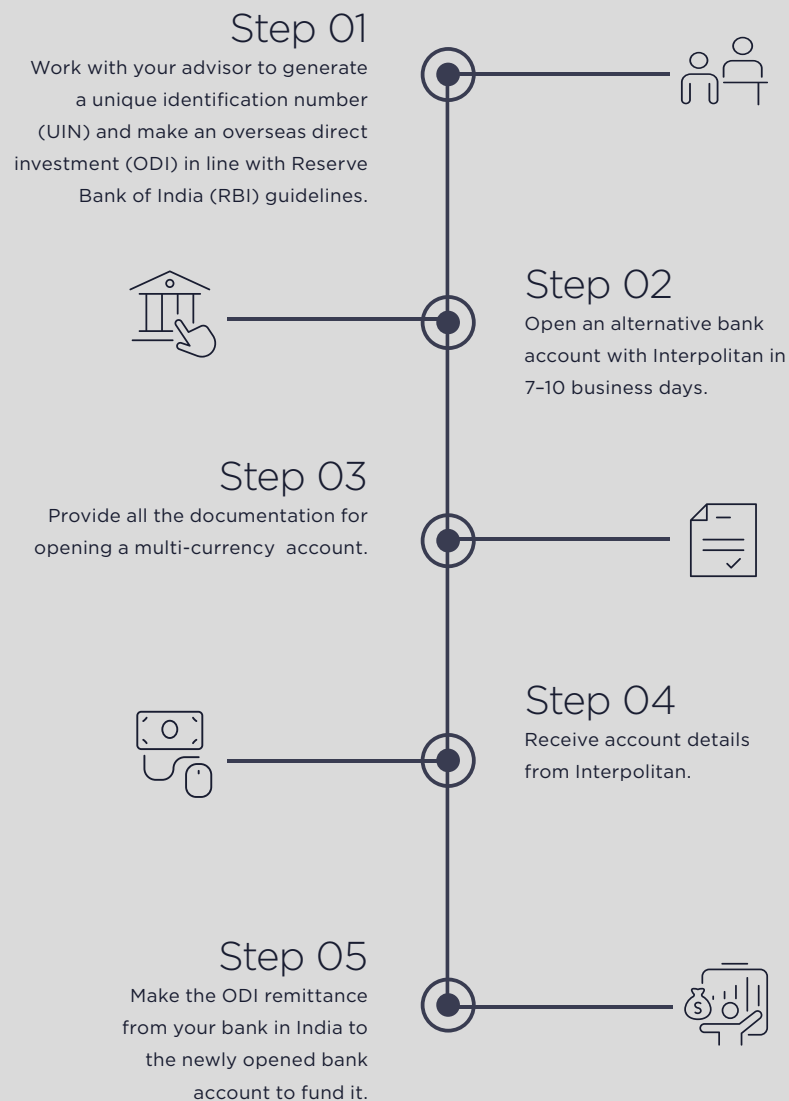 Step 01
Work with your advisor to generate
a unique identification number
(UIN) and make an overseas direct
investment (ODI) in line with Reserve
Bank of India (RBI) guidelines.
Step 02
Open an alternative bank
account with Interpolitan in
7–10 business days.
Step 03
Provide all the documentation for
opening a multi-currency account.
Step 04
Receive account details
from Interpolitan.
Step 05
Make the ODI remittance
from your bank in India to
the newly opened bank
account to fund it.
$